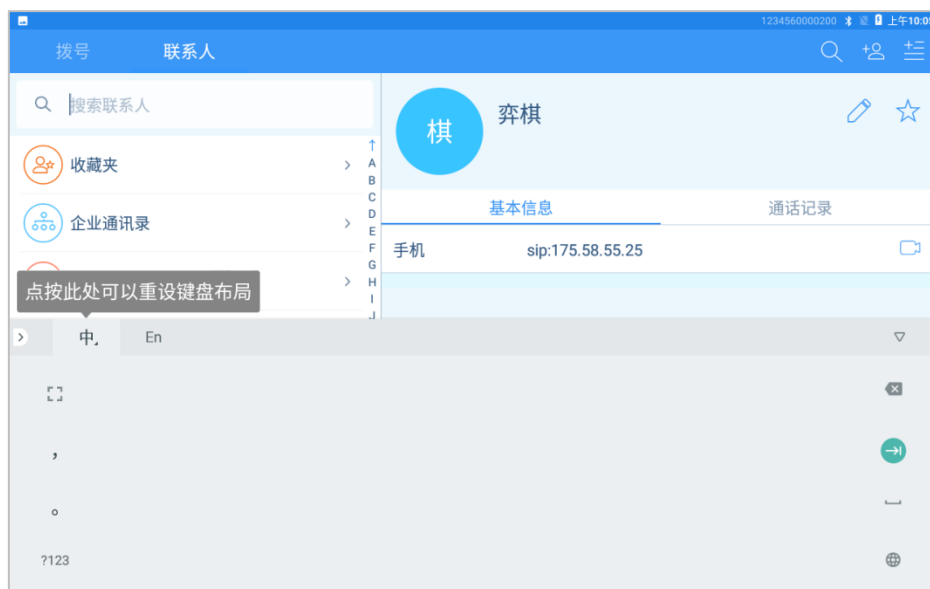 1234560000200 上午10:05
拨号 联系人
搜索联系人
棋 弈棋
收藏夹
企业通讯录
↑
A
B
C
D
E
F
G
H
I
J
基本信息 通话记录
手机 sip:175.58.55.25
点按此处可以重设键盘布局
中 En
，
。
?123